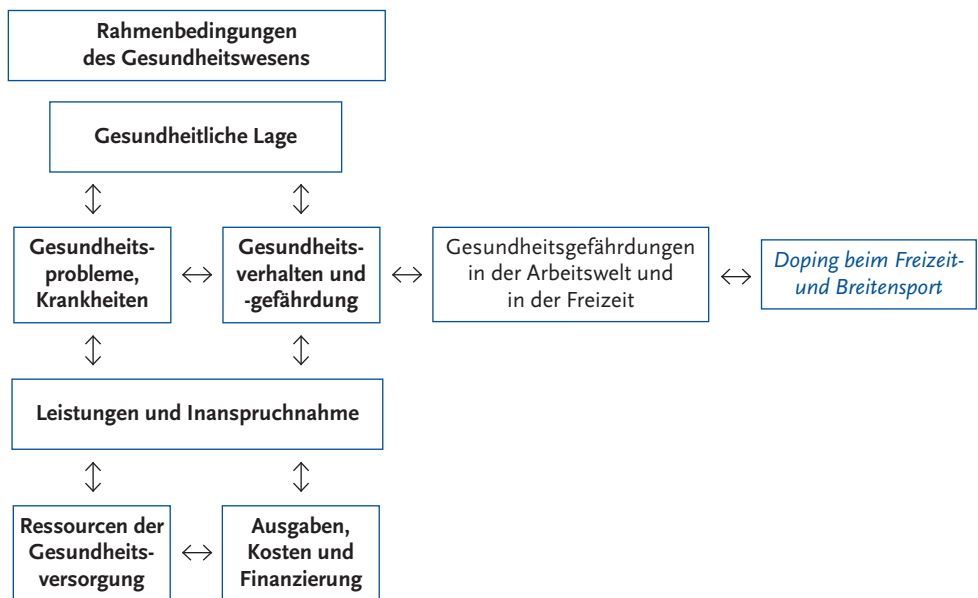 Rahmenbedingungen
des Gesundheitswesens
Gesundheitliche Lage
Gesundheits-
probleme,
Krankheiten
Gesundheits-
verhalten und
-gefährdung
Gesundheitsgefährdungen
in der Arbeitswelt und
in der Freizeit
Doping beim Freizeit-
und Breitensport
Leistungen und Inanspruchnahme
Ressourcen der
Gesundheits-
versorgung
Ausgaben,
Kosten und
Finanzierung